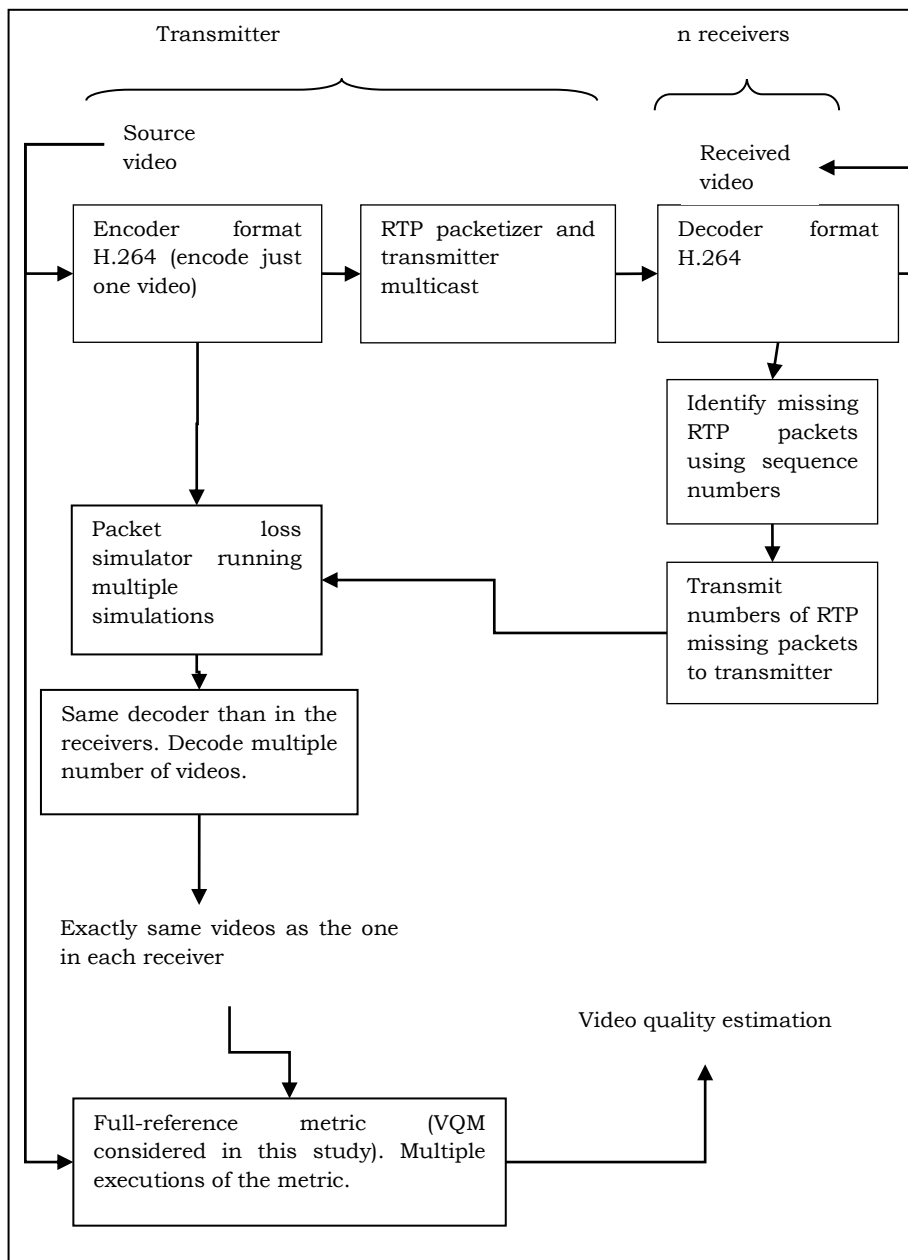 Transmitter
n receivers
Source
video
Received
video
Encoder format
H.264 (encode just
one video)
RTP packetizer and
transmitter
multicast
Decoder format
H.264
Identify missing
RTP packets
using sequence
numbers
Packet loss
simulator running
multiple
simulations
Transmit
numbers of RTP
missing packets
to transmitter
Same decoder than in the
receivers. Decode multiple
number of videos.
Exactly same videos as the one
in each receiver
Video quality estimation
Full-reference metric (VQM
considered in this study). Multiple
executions of the metric.